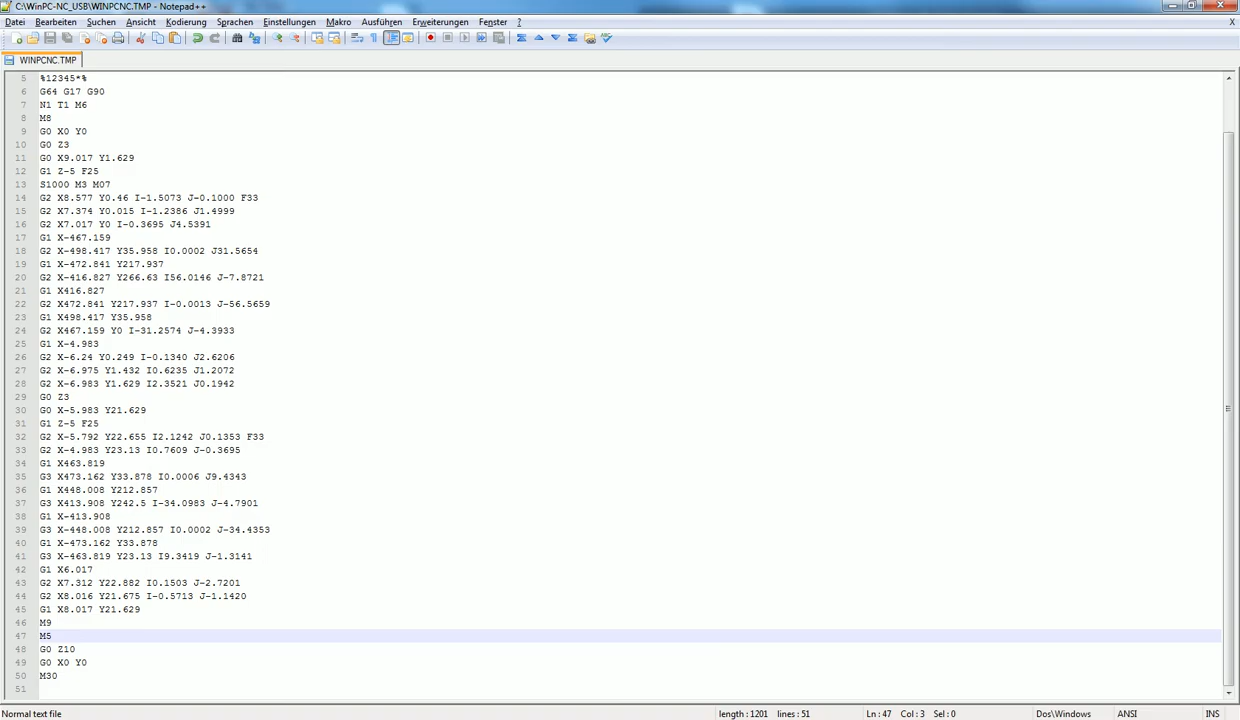 C:\WinPC-NC_USB\WINPCNC.TMP - Notepad++
Datei Bearbeiten Suchen Ansicht Kodierung Sprachen Einstellungen Makro Ausführen Erweiterungen Fenster ? X
WINPCNC.TMP
5 %12345*%
6 G64 G17 G90
7 N1 T1 M6
8 M8
9 G0 X0 Y0
10 G0 Z3
11 G0 X9.017 Y1.629
12 G1 Z-5 F25
13 S1000 M3 M07
14 G2 X8.577 Y0.46 I-1.5073 J-0.1000 F33
15 G2 X7.374 Y0.015 I-1.2386 J1.4999
16 G2 X7.017 Y0 I-0.3695 J4.5391
17 G1 X-467.159
18 G2 X-498.417 Y35.958 I0.0002 J31.5654
19 G1 X-472.841 Y217.937
20 G2 X-416.827 Y266.63 I56.0146 J-7.8721
21 G1 X416.827
22 G2 X472.841 Y217.937 I-0.0013 J-56.5659
23 G1 X498.417 Y35.958
24 G2 X467.159 Y0 I-31.2574 J-4.3933
25 G1 X-4.983
26 G2 X-6.24 Y0.249 I-0.1340 J2.6206
27 G2 X-6.975 Y1.432 I0.6235 J1.2072
28 G2 X-6.983 Y1.629 I2.3521 J0.1942
29 G0 Z3
30 G0 X-5.983 Y21.629
31 G1 Z-5 F25
32 G2 X-5.792 Y22.655 I2.1242 J0.1353 F33
33 G2 X-4.983 Y23.13 I0.7609 J-0.3695
34 G1 X463.819
35 G3 X473.162 Y33.878 I0.0006 J9.4343
36 G1 X448.008 Y212.857
37 G3 X413.908 Y242.5 I-34.0983 J-4.7901
38 G1 X-413.908
39 G3 X-448.008 Y212.857 I0.0002 J-34.4353
40 G1 X-473.162 Y33.878
41 G3 X-463.819 Y23.13 I9.3419 J-1.3141
42 G1 X6.017
43 G2 X7.312 Y22.882 I0.1503 J-2.7201
44 G2 X8.016 Y21.675 I-0.5713 J-1.1420
45 G1 X8.017 Y21.629
46 M9
47 M5
48 G0 Z10
49 G0 X0 Y0
50 M30
51
Normal text file length : 1201 lines : 51 Ln : 47 Col : 3 Sel : 0 Dos\Windows ANSI INS